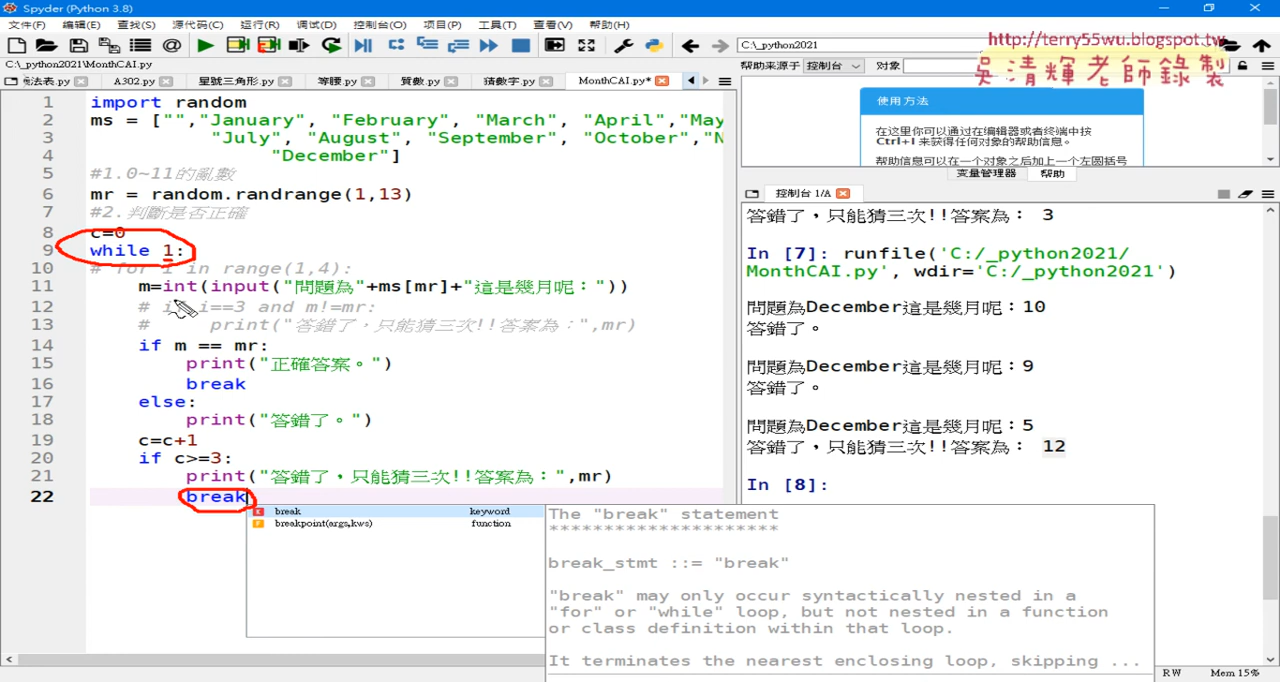 Spyder (Python 3.8)
文件(F) 编辑(E) 查找(S) 源代码(C) 运行(R) 调试(D) 控制台(O) 项目(P) 工具(T) 查看(V) 帮助(H)
C:\_python2021
http://terry55wu.blogspot.tw
吳清輝老師錄製
C:\_python2021\MonthCAI.py
帮助来源于 控制台 对象
法表.py A302.py 星號三角形.py 等腰.py 質數.py 猜數字.py MonthCAI.py*
使用方法
在这里你可以通过在编辑器或者终端中按
Ctrl+I 来获得任何对象的帮助信息。
帮助信息可以在一个对象之后加上一个左圆括号
变量管理器 帮助
1 import random
2 ms = ["","January", "February", "March", "April","May
3 "July", "August", "September", "October","N
4 "December"]
5 #1.0~11的亂數
6 mr = random.randrange(1,13)
7 #2.判斷是否正確
8 c=0
9 while 1:
10 # for i in range(1,4):
11 m=int(input("問題為"+ms[mr]+"這是幾月呢："))
12 # i==3 and m!=mr:
13 # print("答錯了，只能猜三次!!答案為：",mr)
14 if m == mr:
15 print("正確答案。")
16 break
17 else:
18 print("答錯了。")
19 c=c+1
20 if c>=3:
21 print("答錯了，只能猜三次!!答案為：",mr)
22 break
break keyword
breakpoint(args,kws) function
控制台 1/A
答錯了，只能猜三次!!答案為： 3
In [7]: runfile('C:/_python2021/
MonthCAI.py', wdir='C:/_python2021')
問題為December這是幾月呢：10
答錯了。
問題為December這是幾月呢：9
答錯了。
問題為December這是幾月呢：5
答錯了，只能猜三次!!答案為： 12
In [8]:
The "break" statement
*********************
break_stmt ::= "break"
"break" may only occur syntactically nested in a
"for" or "while" loop, but not nested in a function
or class definition within that loop.
It terminates the nearest enclosing loop, skipping ...
RW Mem 15%